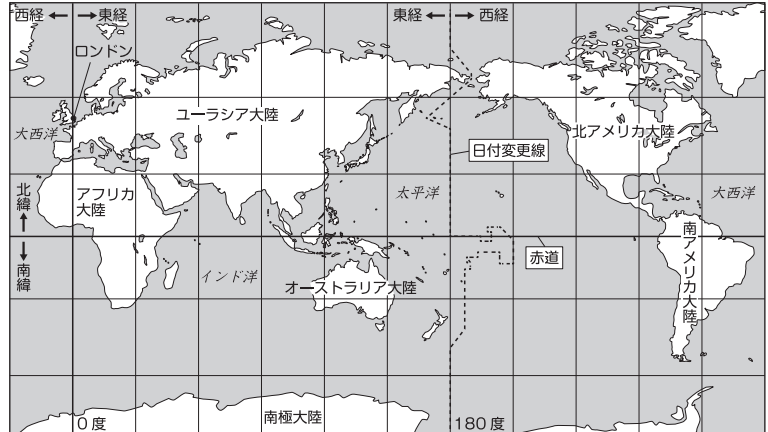 西経 ← → 東経
東経 ← → 西経
ロンドン
ユーラシア大陸
大西洋
北アメリカ大陸
日付変更線
北緯
↑
↓
南緯
アフリカ
大陸
太平洋
大西洋
赤道
インド洋
オーストラリア大陸
南アメリカ大陸
0度
南極大陸
180度